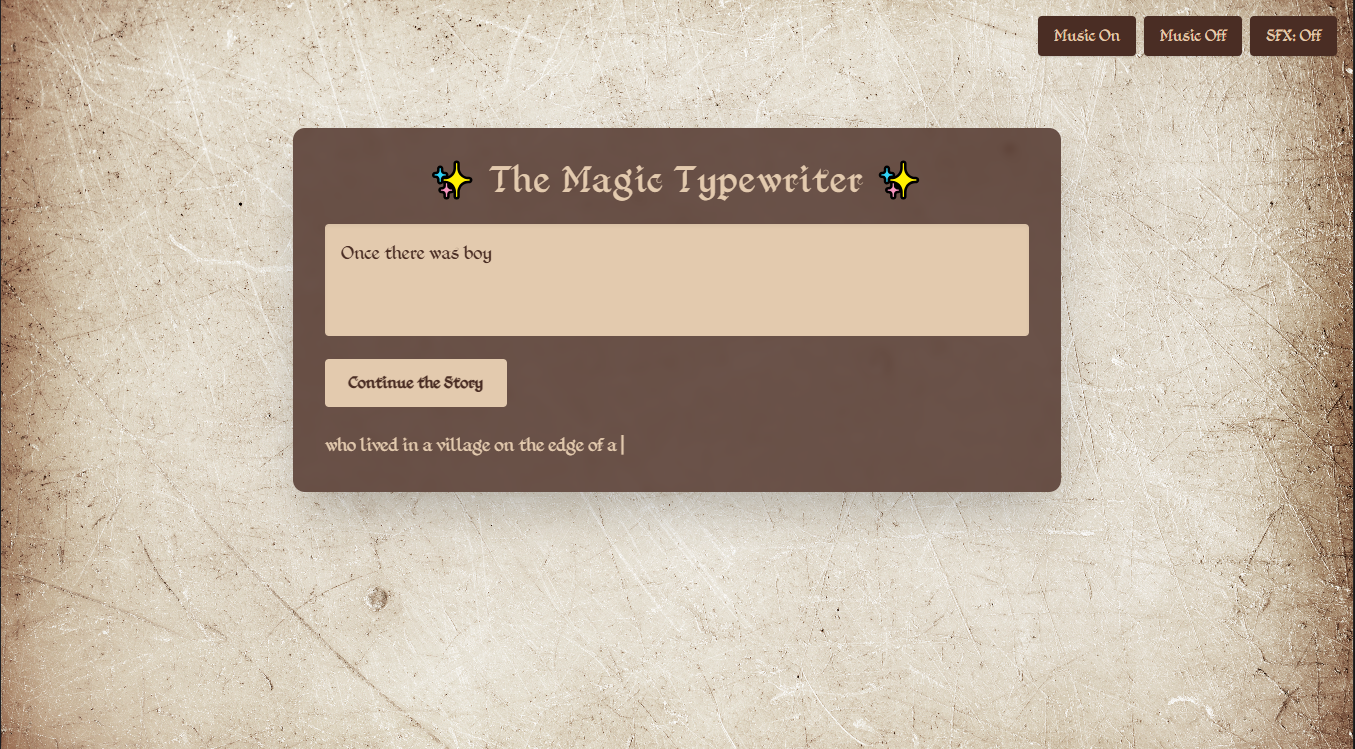 Music On
Music Off
SFX: Off
The Magic Typewriter
Once there was boy
Continue the Story
who lived in a village on the edge of a